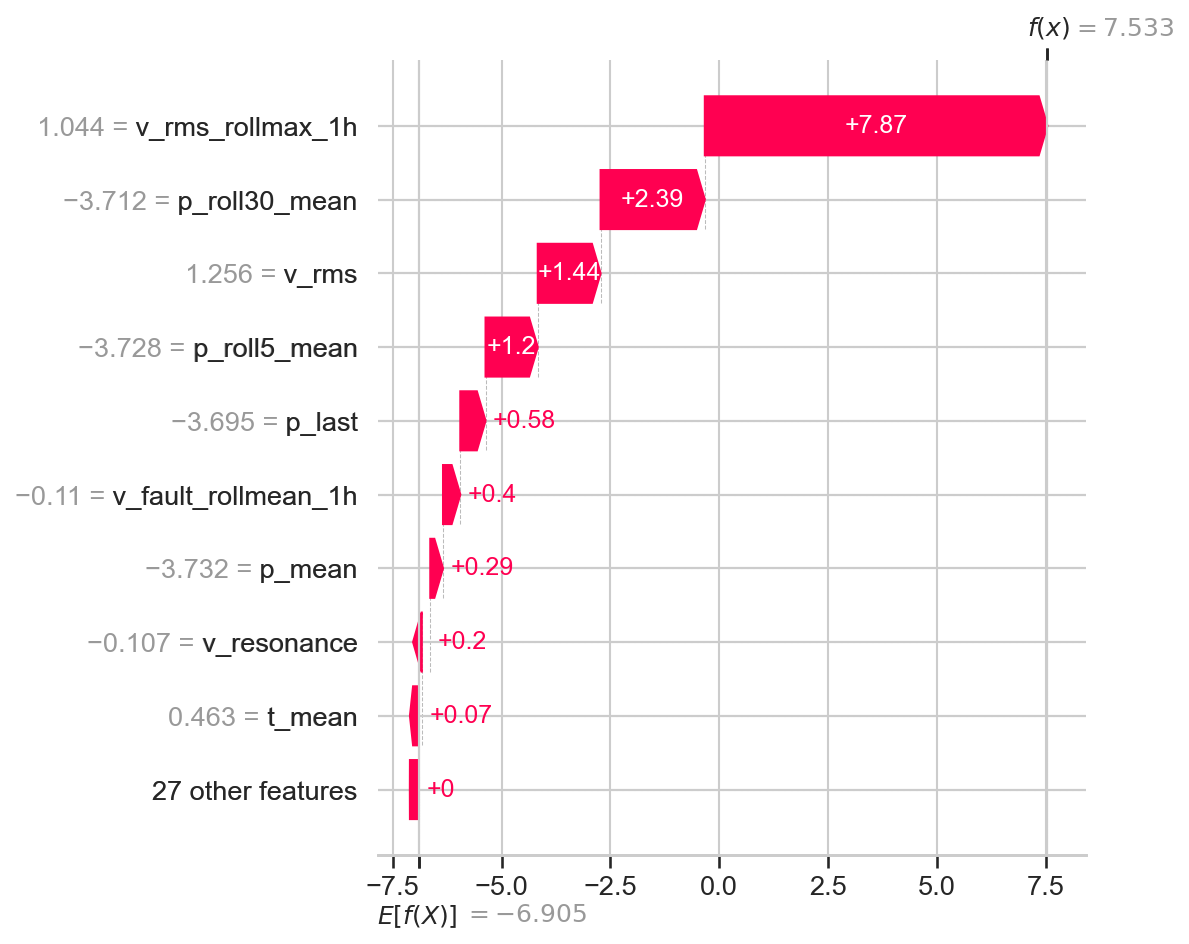 f(x) = 7.533
1.044 = v_rms_rollmax_1h
+7.87
−3.712 = p_roll30_mean
+2.39
1.256 = v_rms
+1.44
−3.728 = p_roll5_mean
+1.2
−3.695 = p_last
+0.58
−0.11 = v_fault_rollmean_1h
+0.4
−3.732 = p_mean
+0.29
−0.107 = v_resonance
+0.2
0.463 = t_mean
+0.07
27 other features
+0
−7.5 −5.0 −2.5 0.0 2.5 5.0 7.5
E[f(X)] = −6.905